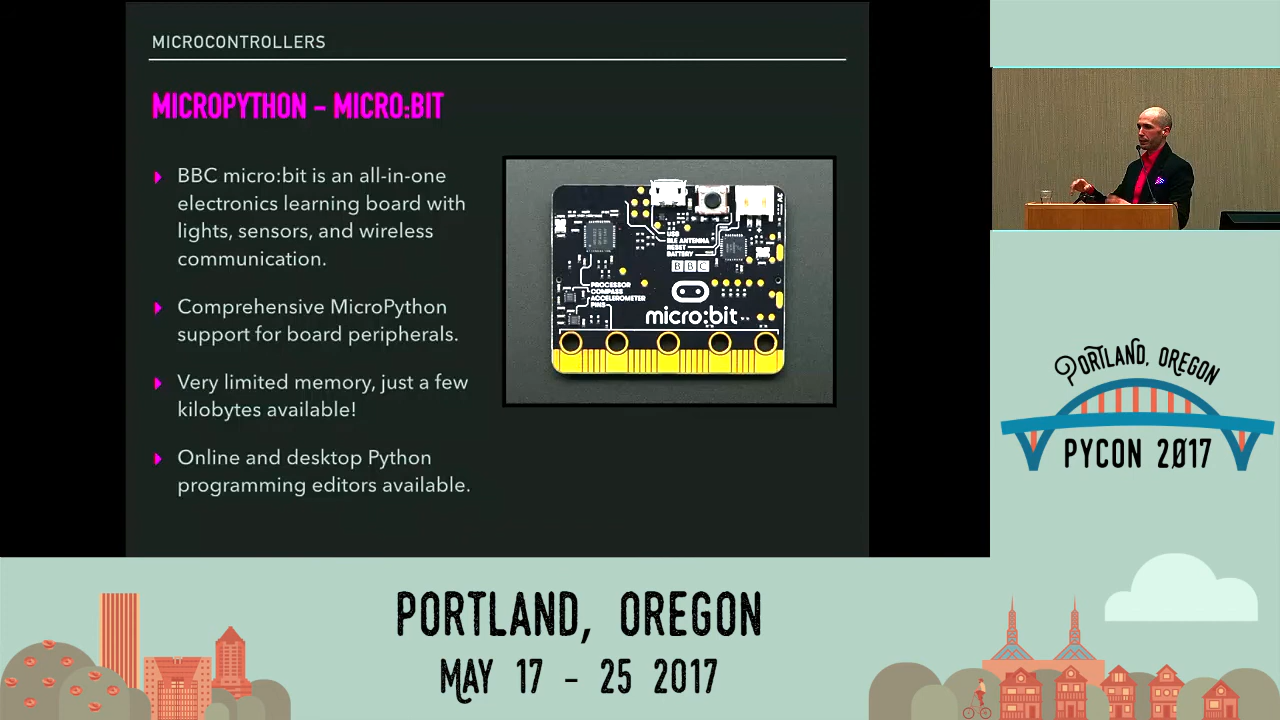 MICROCONTROLLERS
MICROPYTHON - MICRO:BIT
BBC micro:bit is an all-in-one
electronics learning board with
lights, sensors, and wireless
communication.
Comprehensive MicroPython
support for board peripherals.
Very limited memory, just a few
kilobytes available!
Online and desktop Python
programming editors available.
USB
BLE ANTENNA
RESET
BATTERY
BBC
PROCESSOR
COMPASS
ACCELEROMETER
PINS
micro:bit
3V
PORTLAND, OREGON
PYCON 2017
PORTLAND, OREGON
MAY 17 - 25 2017